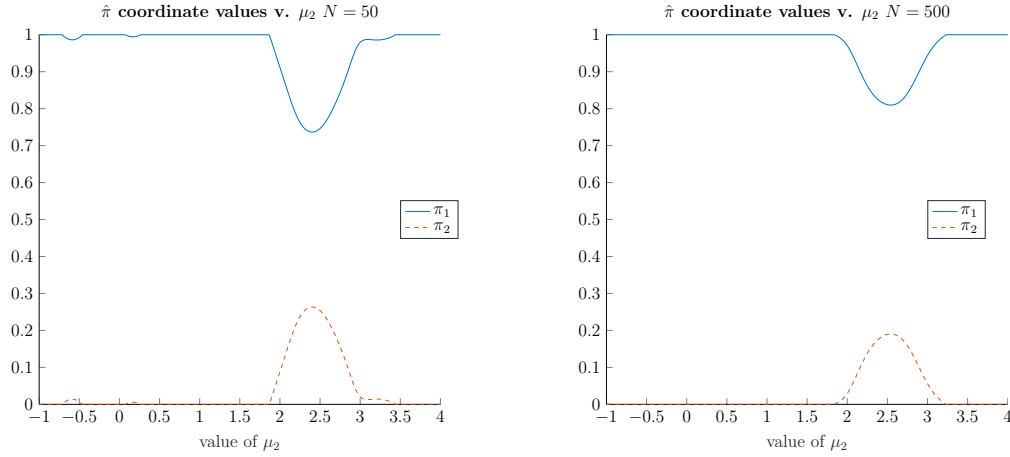 π̂ coordinate values v. μ₂ N = 50
1
0.9
0.8
0.7
0.6
0.5
0.4
0.3
0.2
0.1
0
−1 −0.5 0 0.5 1 1.5 2 2.5 3 3.5 4
value of μ₂
π₁
π₂
π̂ coordinate values v. μ₂ N = 500
1
0.9
0.8
0.7
0.6
0.5
0.4
0.3
0.2
0.1
0
−1 −0.5 0 0.5 1 1.5 2 2.5 3 3.5 4
value of μ₂
π₁
π₂